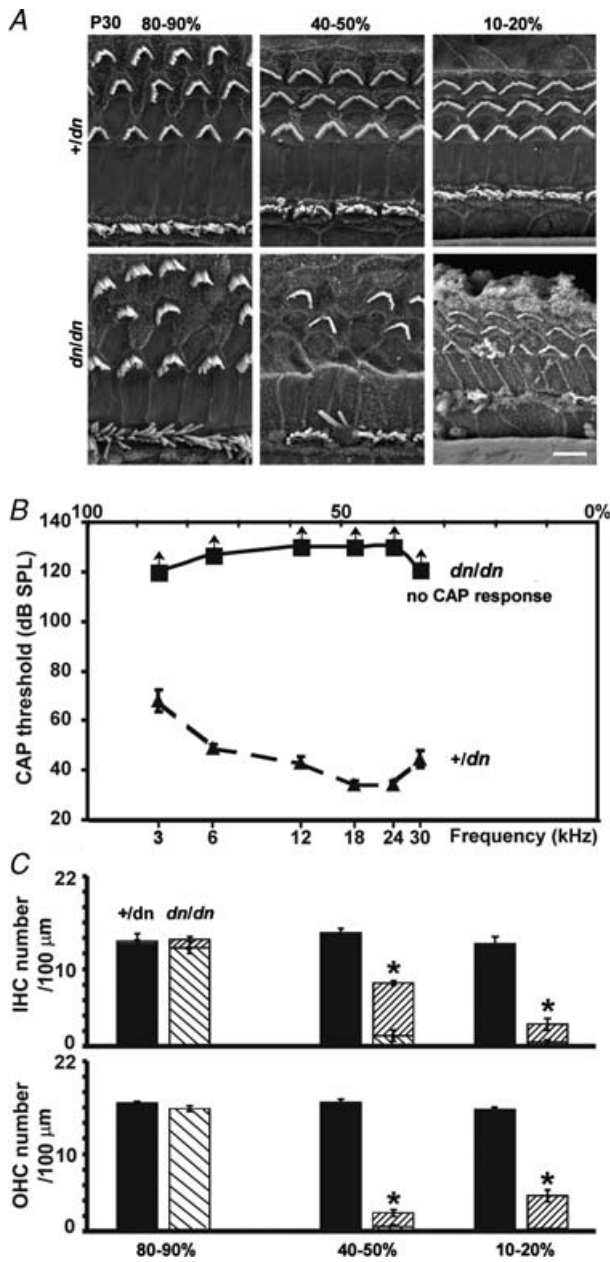 A
P30 80-90% 40-50% 10-20%
+/dn
dn/dn
B
100 50 0%
140
120
100
80
60
40
20
CAP threshold (dB SPL)
dn/dn
no CAP response
+/dn
3 6 12 18 24 30 Frequency (kHz)
C
22
10
0
IHC number
/100 µm
+/dn dn/dn
*
*
22
10
0
OHC number
/100 µm
*
*
80-90% 40-50% 10-20%